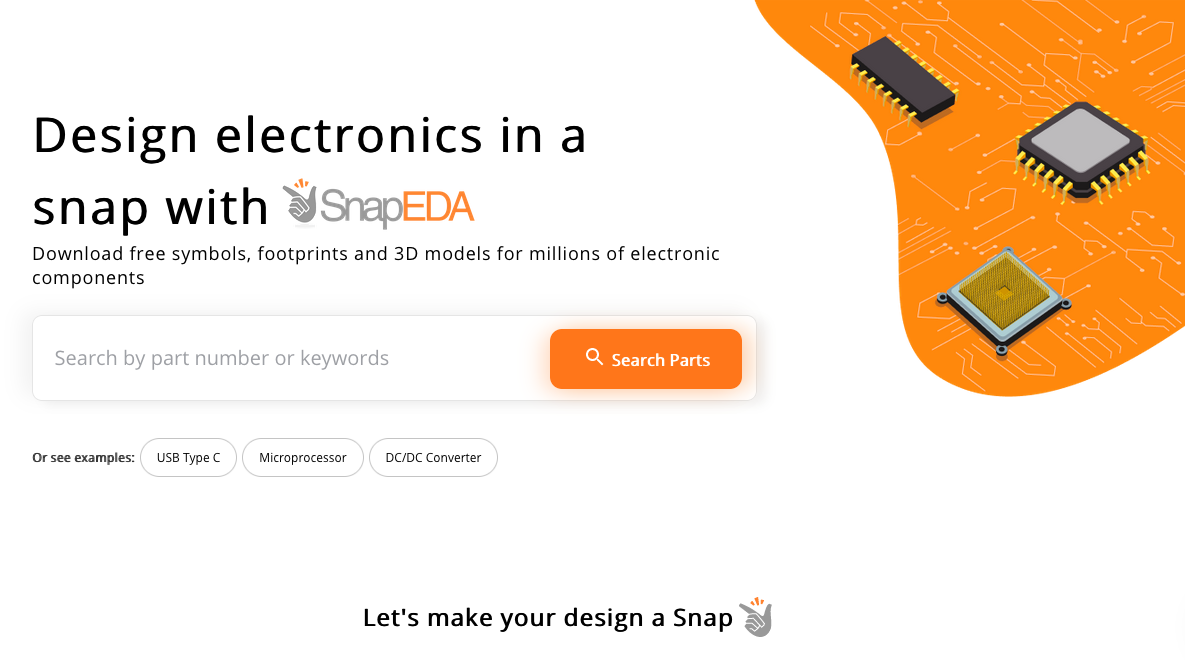 Design electronics in a
snap with SnapEDA
Download free symbols, footprints and 3D models for millions of electronic
components
Search by part number or keywords
Search Parts
Or see examples: USB Type C Microprocessor DC/DC Converter
Let's make your design a Snap